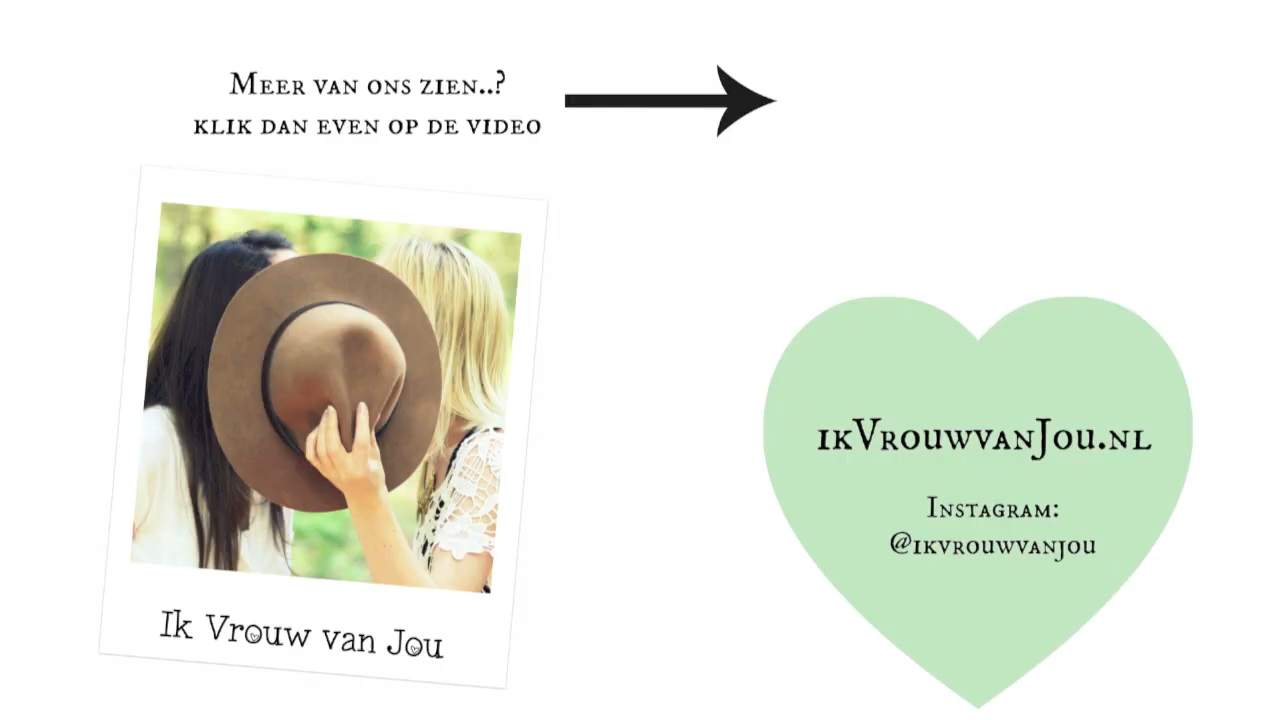 Meer van ons zien..?
klik dan even op de video
Ik Vrouw van Jou
ikVrouwvanJou.nl
Instagram:
@ikvrouwvanjou